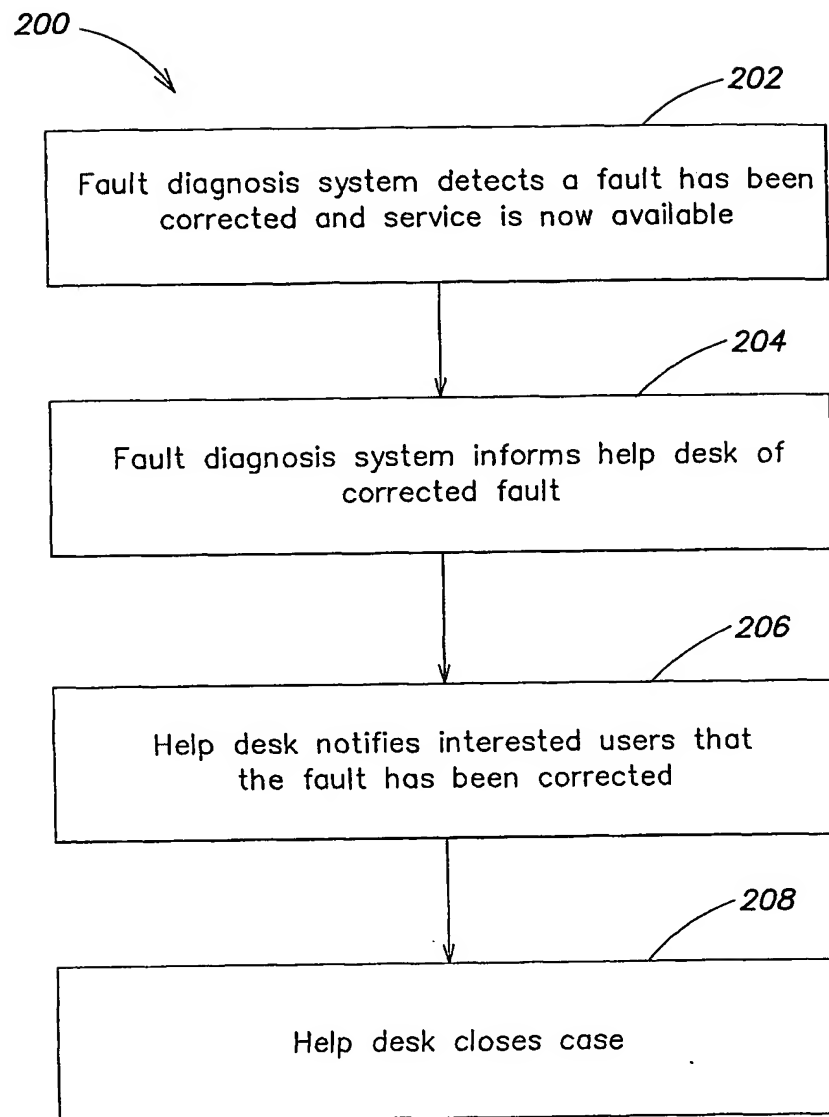 200
202
Fault diagnosis system detects a fault has been
corrected and service is now available
204
Fault diagnosis system informs help desk of
corrected fault
206
Help desk notifies interested users that
the fault has been corrected
208
Help desk closes case